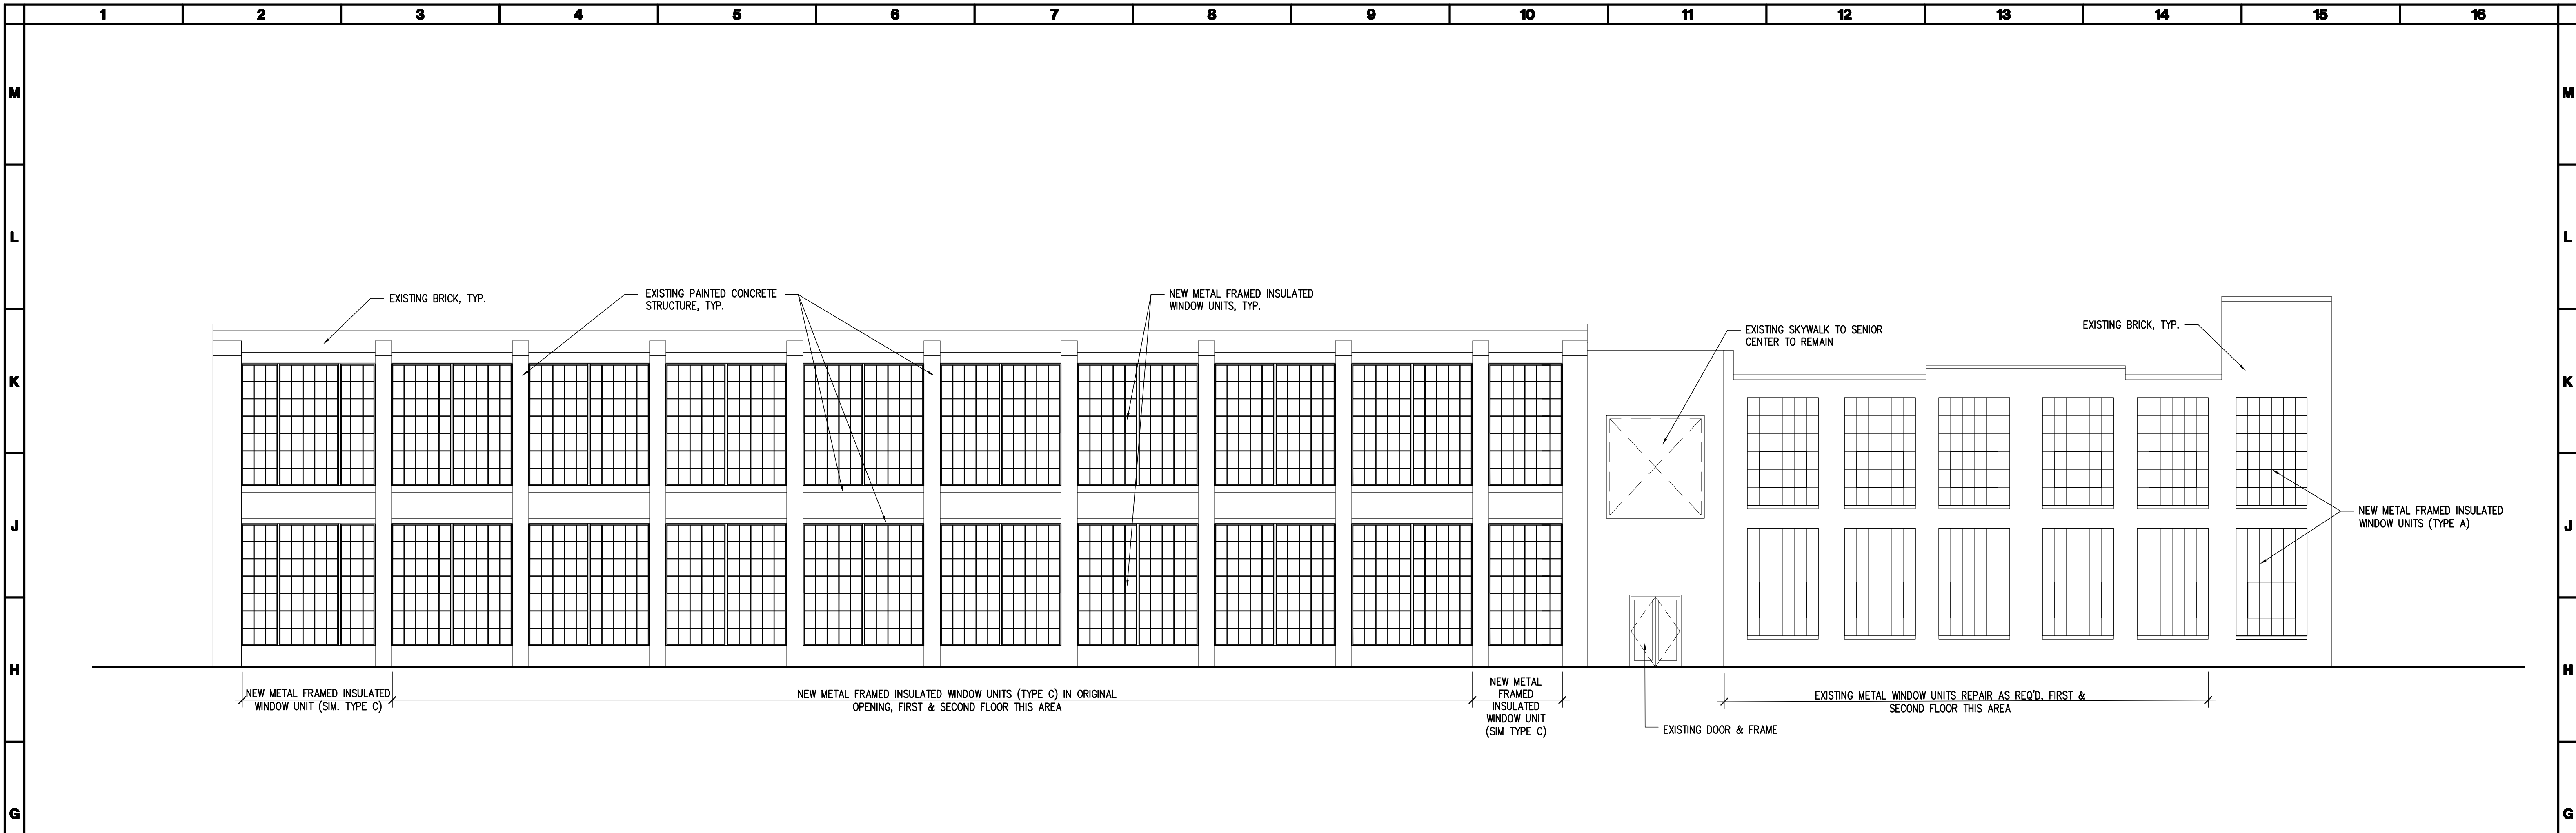 1 2 3 4 5 6 7 8 9 10 11 12 13 14 15 16
M M
L L
K K
J J
H H
G G
EXISTING BRICK, TYP.
EXISTING PAINTED CONCRETE
STRUCTURE, TYP.
NEW METAL FRAMED INSULATED
WINDOW UNITS, TYP.
EXISTING SKYWALK TO SENIOR
CENTER TO REMAIN
EXISTING BRICK, TYP.
NEW METAL FRAMED INSULATED
WINDOW UNITS (TYPE A)
NEW METAL FRAMED INSULATED
WINDOW UNIT (SIM. TYPE C)
NEW METAL FRAMED INSULATED WINDOW UNITS (TYPE C) IN ORIGINAL
OPENING, FIRST & SECOND FLOOR THIS AREA
NEW METAL
FRAMED
INSULATED
WINDOW UNIT
(SIM TYPE C)
EXISTING DOOR & FRAME
EXISTING METAL WINDOW UNITS REPAIR AS REQ'D, FIRST &
SECOND FLOOR THIS AREA